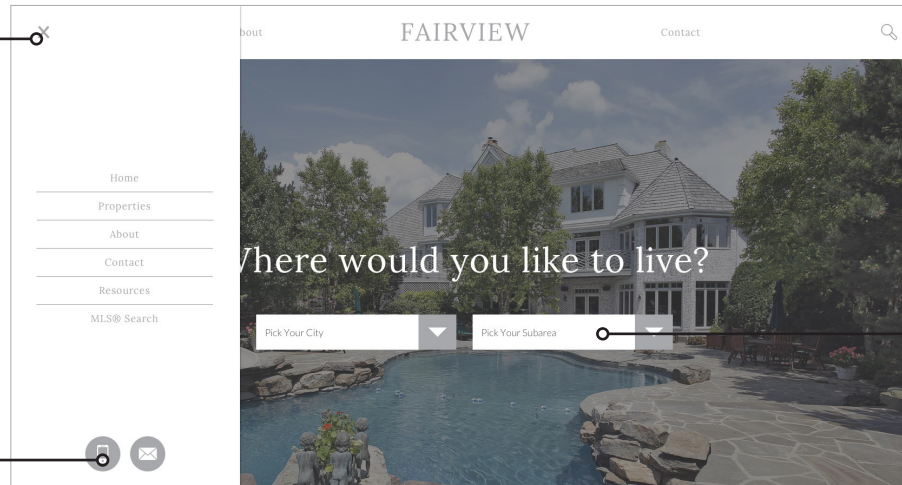 bout
FAIRVIEW
Contact
Home
Properties
About
Contact
Resources
MLS® Search
here would you like to live?
Pick Your City
Pick Your Subarea